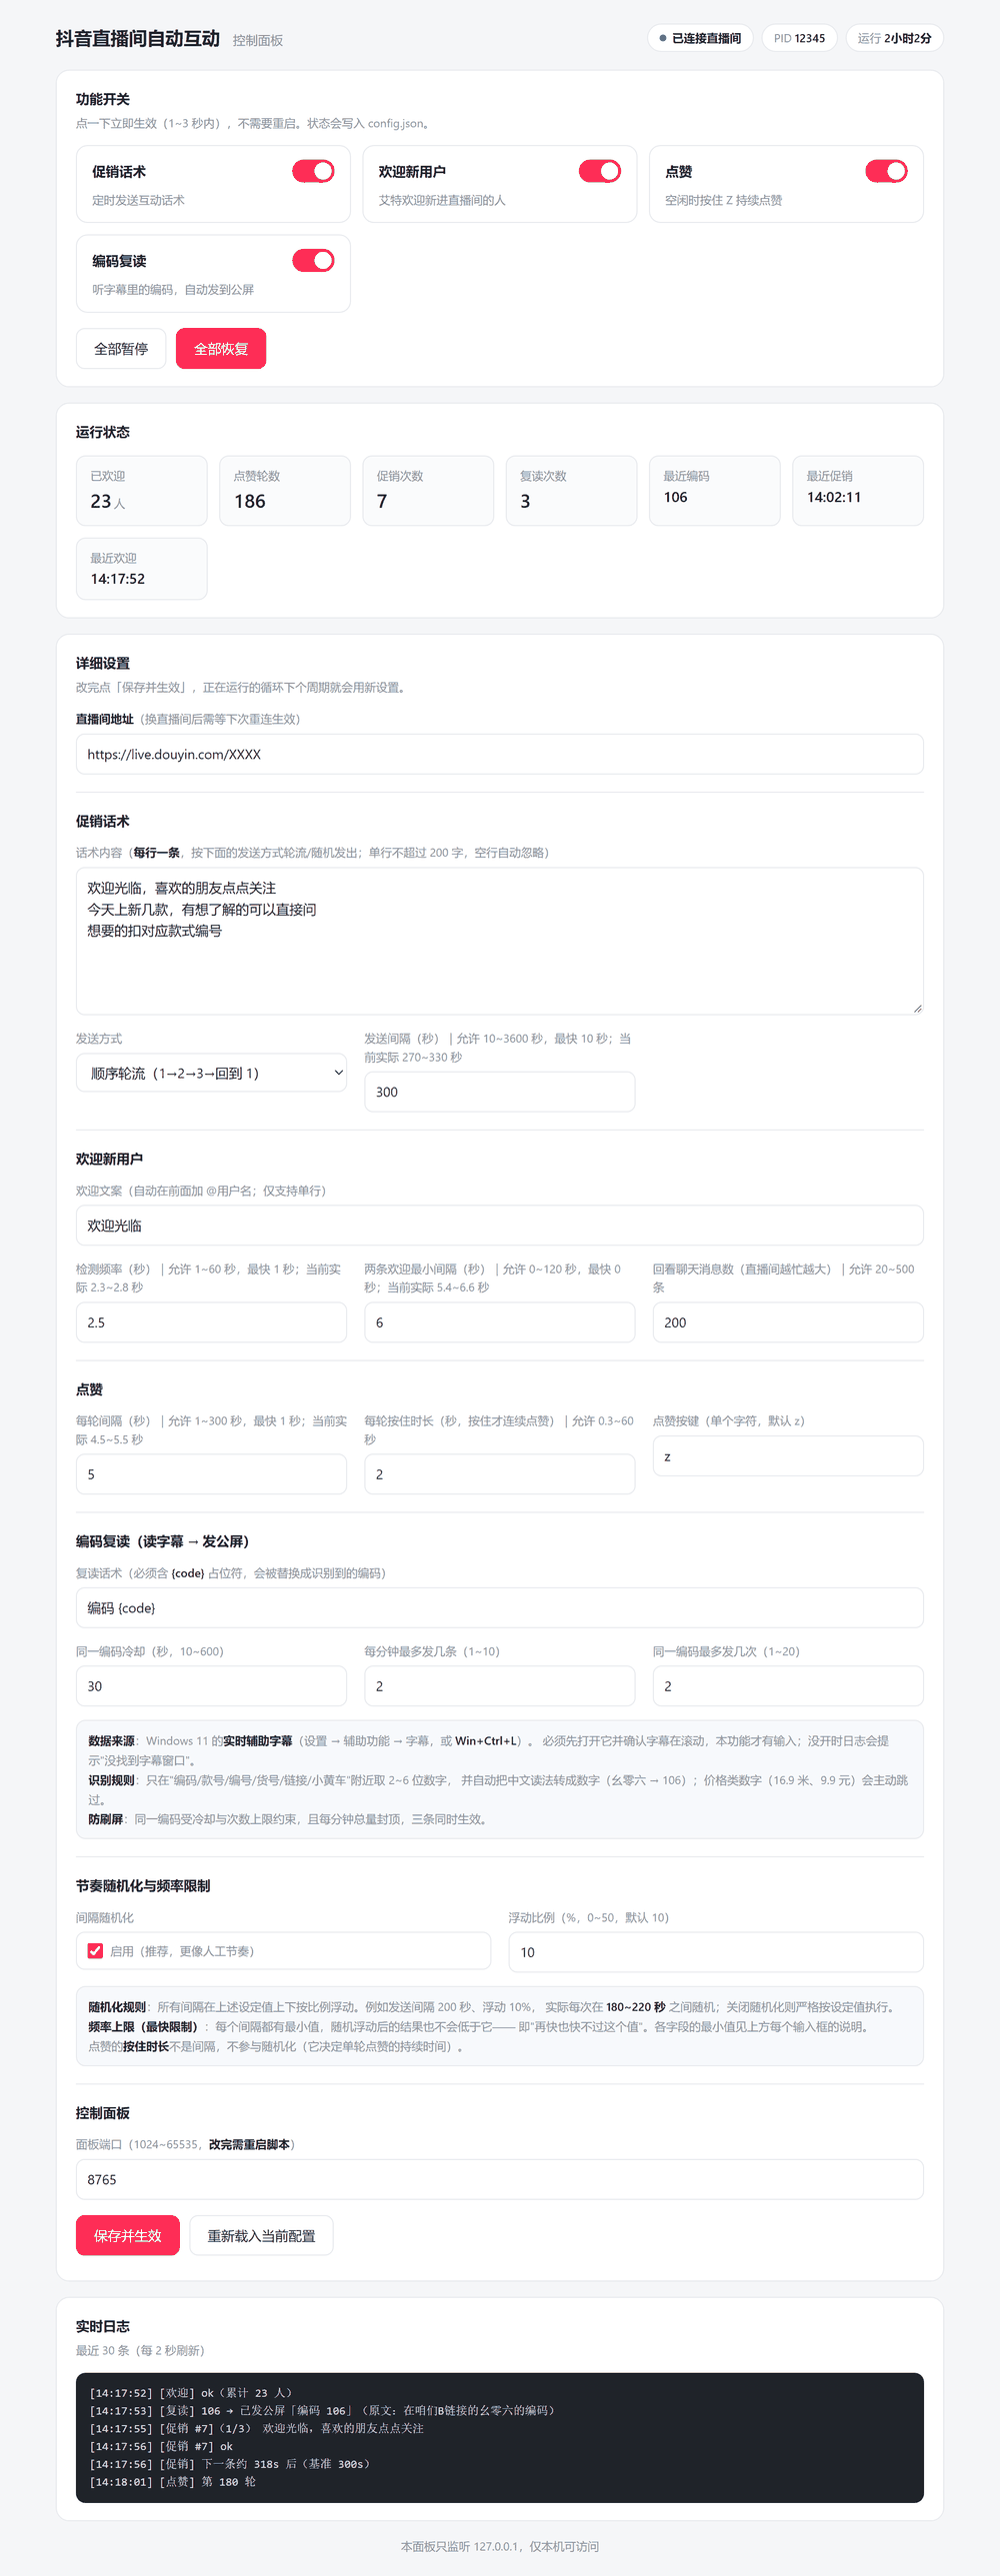 抖音直播间自动互动 控制面板
已连接直播间 PID 12345 运行 2小时2分
功能开关
点一下立即生效（1~3 秒内），不需要重启。状态会写入 config.json。
促销话术
定时发送互动话术
欢迎新用户
艾特欢迎新进直播间的人
点赞
空闲时按住 Z 持续点赞
编码复读
听字幕里的编码，自动发到公屏
全部暂停 全部恢复
运行状态
已欢迎
23 人
点赞轮数
186
促销次数
7
复读次数
3
最近编码
106
最近促销
14:02:11
最近欢迎
14:17:52
详细设置
改完点「保存并生效」，正在运行的循环下个周期就会用新设置。
直播间地址（换直播间后需等下次重连生效）
https://live.douyin.com/XXXX
促销话术
话术内容（每行一条，按下面的发送方式轮流/随机发出；单行不超过 200 字，空行自动忽略）
欢迎光临，喜欢的朋友点点关注
今天上新几款，有想了解的可以直接问
想要的扣对应款式编号
发送方式
顺序轮流（1→2→3→回到 1）
发送间隔（秒）｜允许 10~3600 秒，最快 10 秒；当
前实际 270~330 秒
300
欢迎新用户
欢迎文案（自动在前面加 @用户名；仅支持单行）
欢迎光临
检测频率（秒）｜允许 1~60 秒，最快 1 秒；当前实
际 2.3~2.8 秒
2.5
两条欢迎最小间隔（秒）｜允许 0~120 秒，最快 0
秒；当前实际 5.4~6.6 秒
6
回看聊天消息数（直播间越忙越大）｜允许 20~500
条
200
点赞
每轮间隔（秒）｜允许 1~300 秒，最快 1 秒；当前实
际 4.5~5.5 秒
5
每轮按住时长（秒，按住才连续点赞）｜允许 0.3~60
秒
2
点赞按键（单个字符，默认 z）
z
编码复读（读字幕 → 发公屏）
复读话术（必须含 {code} 占位符，会被替换成识别到的编码）
编码 {code}
同一编码冷却（秒，10~600）
30
每分钟最多发几条（1~10）
2
同一编码最多发几次（1~20）
2
数据来源：Windows 11 的实时辅助字幕（设置 → 辅助功能 → 字幕，或 Win+Ctrl+L）。 必须先打开它并确认字幕在滚动，本功能才有输入；没开时日志会提
示"没找到字幕窗口"。
识别规则：只在"编码/款号/编号/货号/链接/小黄车"附近取 2~6 位数字， 并自动把中文读法转成数字（幺零六 → 106）；价格类数字（16.9 米、9.9 元）会主动跳
过。
防刷屏：同一编码受冷却与次数上限约束，且每分钟总量封顶，三条同时生效。
节奏随机化与频率限制
间隔随机化
启用（推荐，更像人工节奏）
浮动比例（%，0~50，默认 10）
10
随机化规则：所有间隔在上述设定值上下按比例浮动。例如发送间隔 200 秒、浮动 10%， 实际每次在 180~220 秒 之间随机；关闭随机化则严格按设定值执行。
频率上限（最快限制）：每个间隔都有最小值，随机浮动后的结果也不会低于它—— 即"再快也快不过这个值"。各字段的最小值见上方每个输入框的说明。
点赞的按住时长不是间隔，不参与随机化（它决定单轮点赞的持续时间）。
控制面板
面板端口（1024~65535，改完需重启脚本）
8765
保存并生效 重新载入当前配置
实时日志
最近 30 条（每 2 秒刷新）
[14:17:52] [欢迎] ok（累计 23 人）
[14:17:53] [复读] 106 → 已发公屏「编码 106」（原文：在咱们B链接的幺零六的编码）
[14:17:55] [促销 #7]（1/3） 欢迎光临，喜欢的朋友点点关注
[14:17:56] [促销 #7] ok
[14:17:56] [促销] 下一条约 318s 后（基准 300s）
[14:18:01] [点赞] 第 180 轮
本面板只监听 127.0.0.1，仅本机可访问